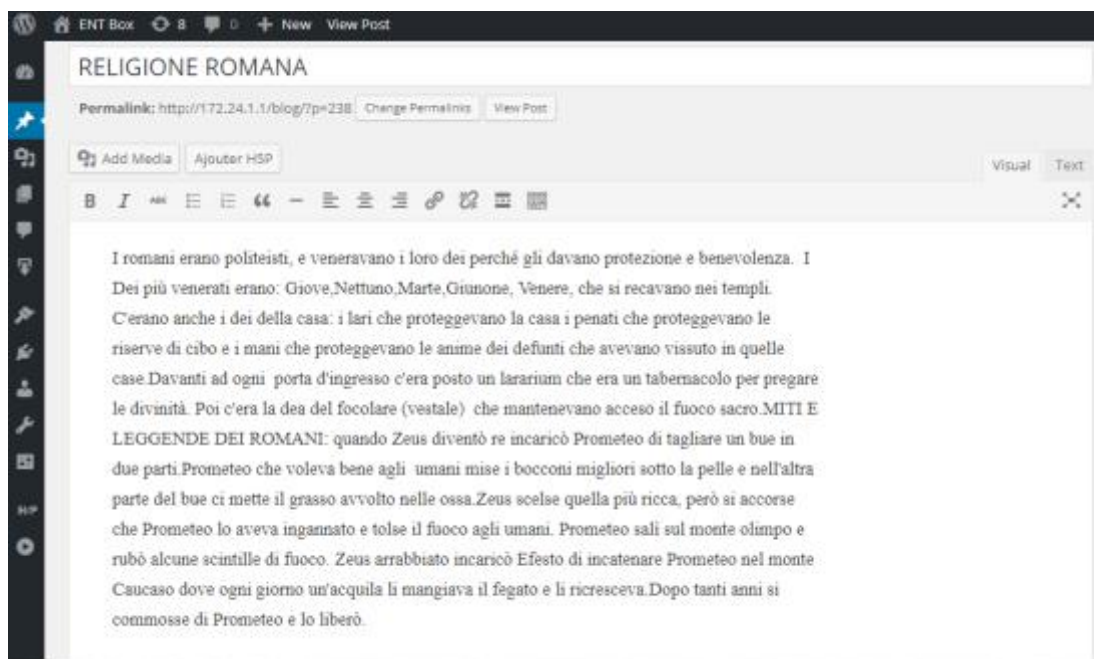 ENT Box 8 0 + New View Post
RELIGIONE ROMANA
Permalink: http://172.24.1.1/blog/?p=238 Change Permalinks View Post
Add Media Ajouter HSP
Visual Text
B I ABC
I romani erano politeisti, e veneravano i loro dei perché gli davano protezione e benevolenza. I
Dei più venerati erano: Giove,Nettuno,Marte,Giunone, Venere, che si recavano nei templi.
C'erano anche i dei della casa: i lari che proteggevano la casa i penati che proteggevano le
riserve di cibo e i mani che proteggevano le anime dei defunti che avevano vissuto in quelle
case.Davanti ad ogni porta d'ingresso c'era posto un lararium che era un tabernacolo per pregare
le divinità. Poi c'era la dea del focolare (vestale) che mantenevano acceso il fuoco sacro.MITI E
LEGGENDE DEI ROMANI: quando Zeus diventò re incaricò Prometeo di tagliare un bue in
due parti.Prometeo che voleva bene agli umani mise i bocconi migliori sotto la pelle e nell'altra
parte del bue ci mette il grasso avvolto nelle ossa.Zeus scelse quella più ricca, però si accorse
che Prometeo lo aveva ingannato e tolse il fuoco agli umani. Prometeo sali sul monte olimpo e
rubò alcune scintille di fuoco. Zeus arrabbiato incaricò Efesto di incatenare Prometeo nel monte
Caucaso dove ogni giorno un'acquila li mangiava il fegato e li ricresceva.Dopo tanti anni si
commosse di Prometeo e lo liberò.